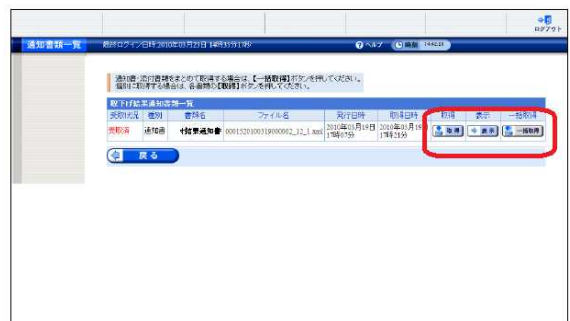 ログアウト
通知書類一覧
最終ログイン日時:2010年03月23日 14時33分17秒
ヘルプ
時刻
通知書・添付書類をまとめて取得する場合は、【一括取得】ボタンを押してください。
個別に取得する場合は、各書類の【取得】ボタンを押してください。
取下げ結果通知書類一覧
受取状況 種別 書類名 ファイル名 発行日時 取得日時 取得 表示 一括取得
受取済 通知書 結果通知書 2010年03月19日 17時07分 2010年03月19日 17時21分 取得 表示 一括取得
戻る